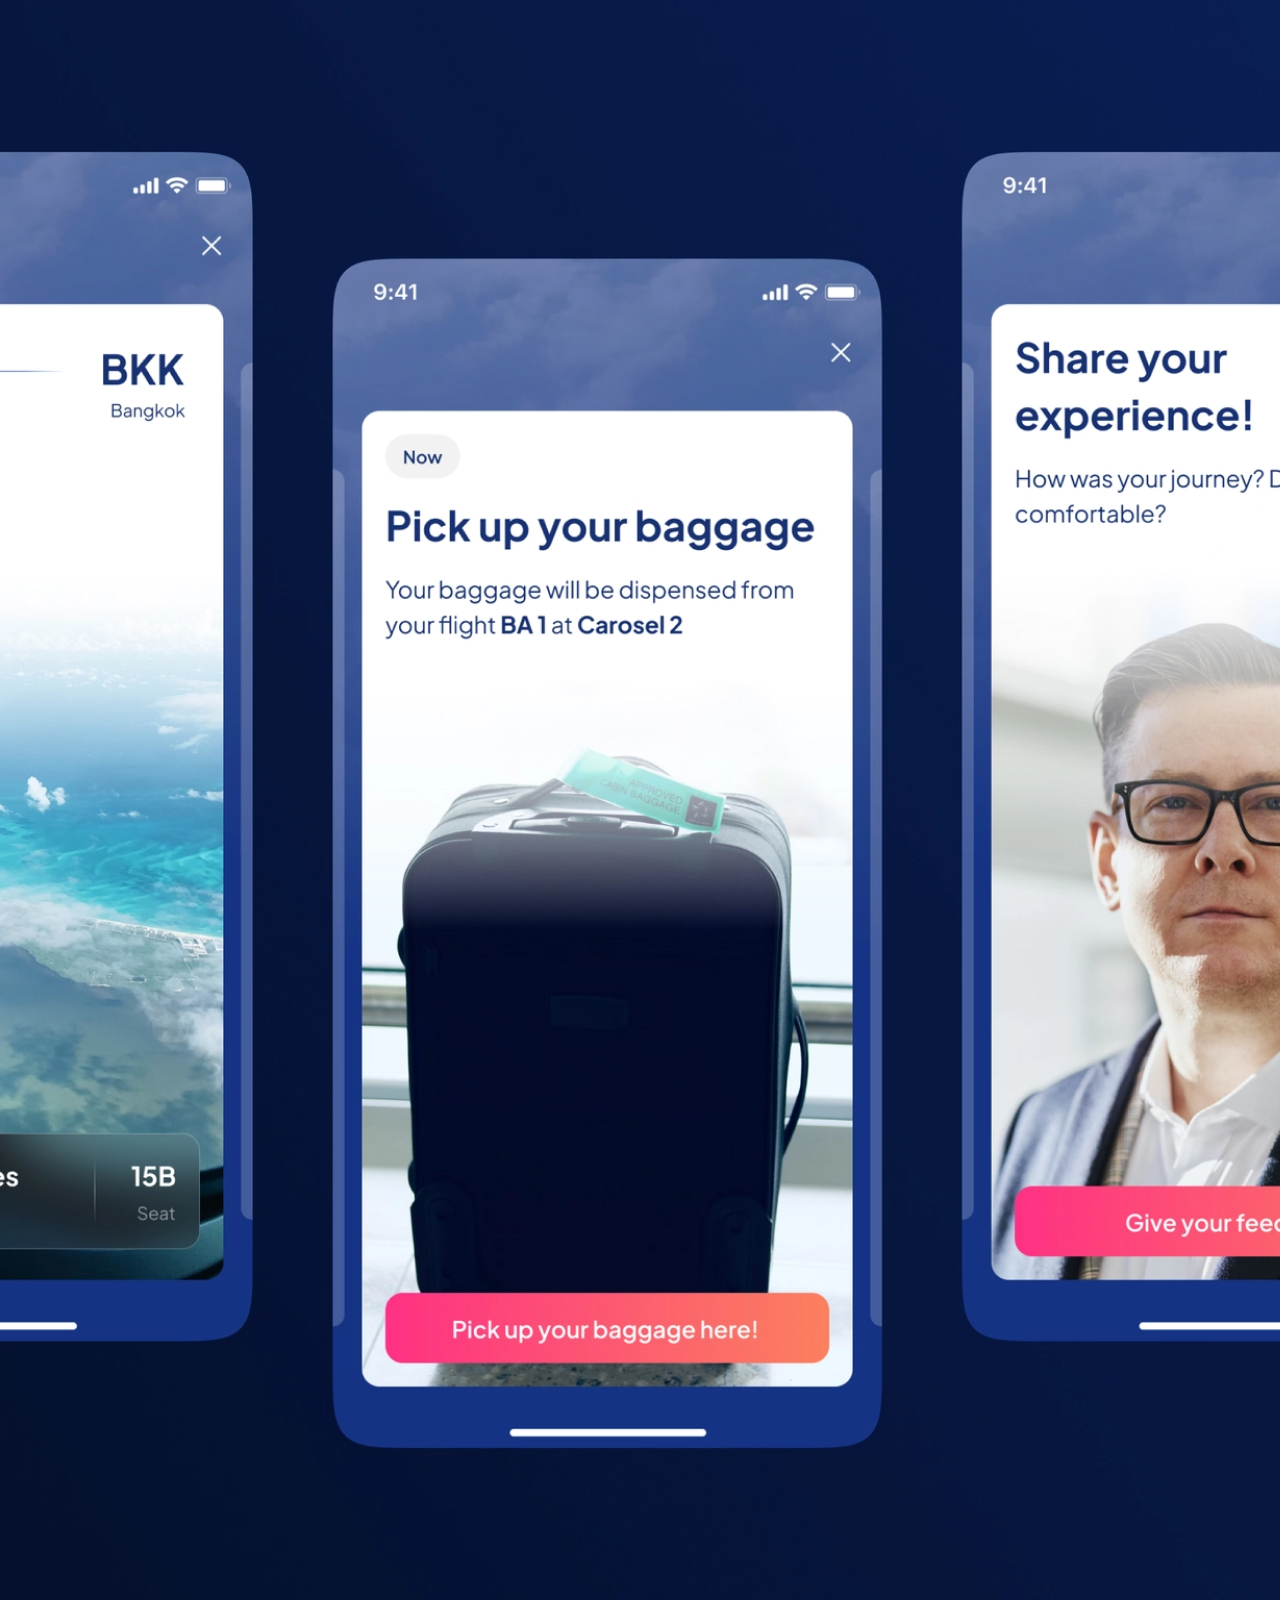 BKK
Bangkok
es
15B
Seat
9:41
Now
Pick up your baggage
Your baggage will be dispensed from
your flight BA 1 at Carosel 2
APPROVED
CABIN BAGGAGE
Pick up your baggage here!
9:41
Share your
experience!
How was your journey? D
comfortable?
Give your feed